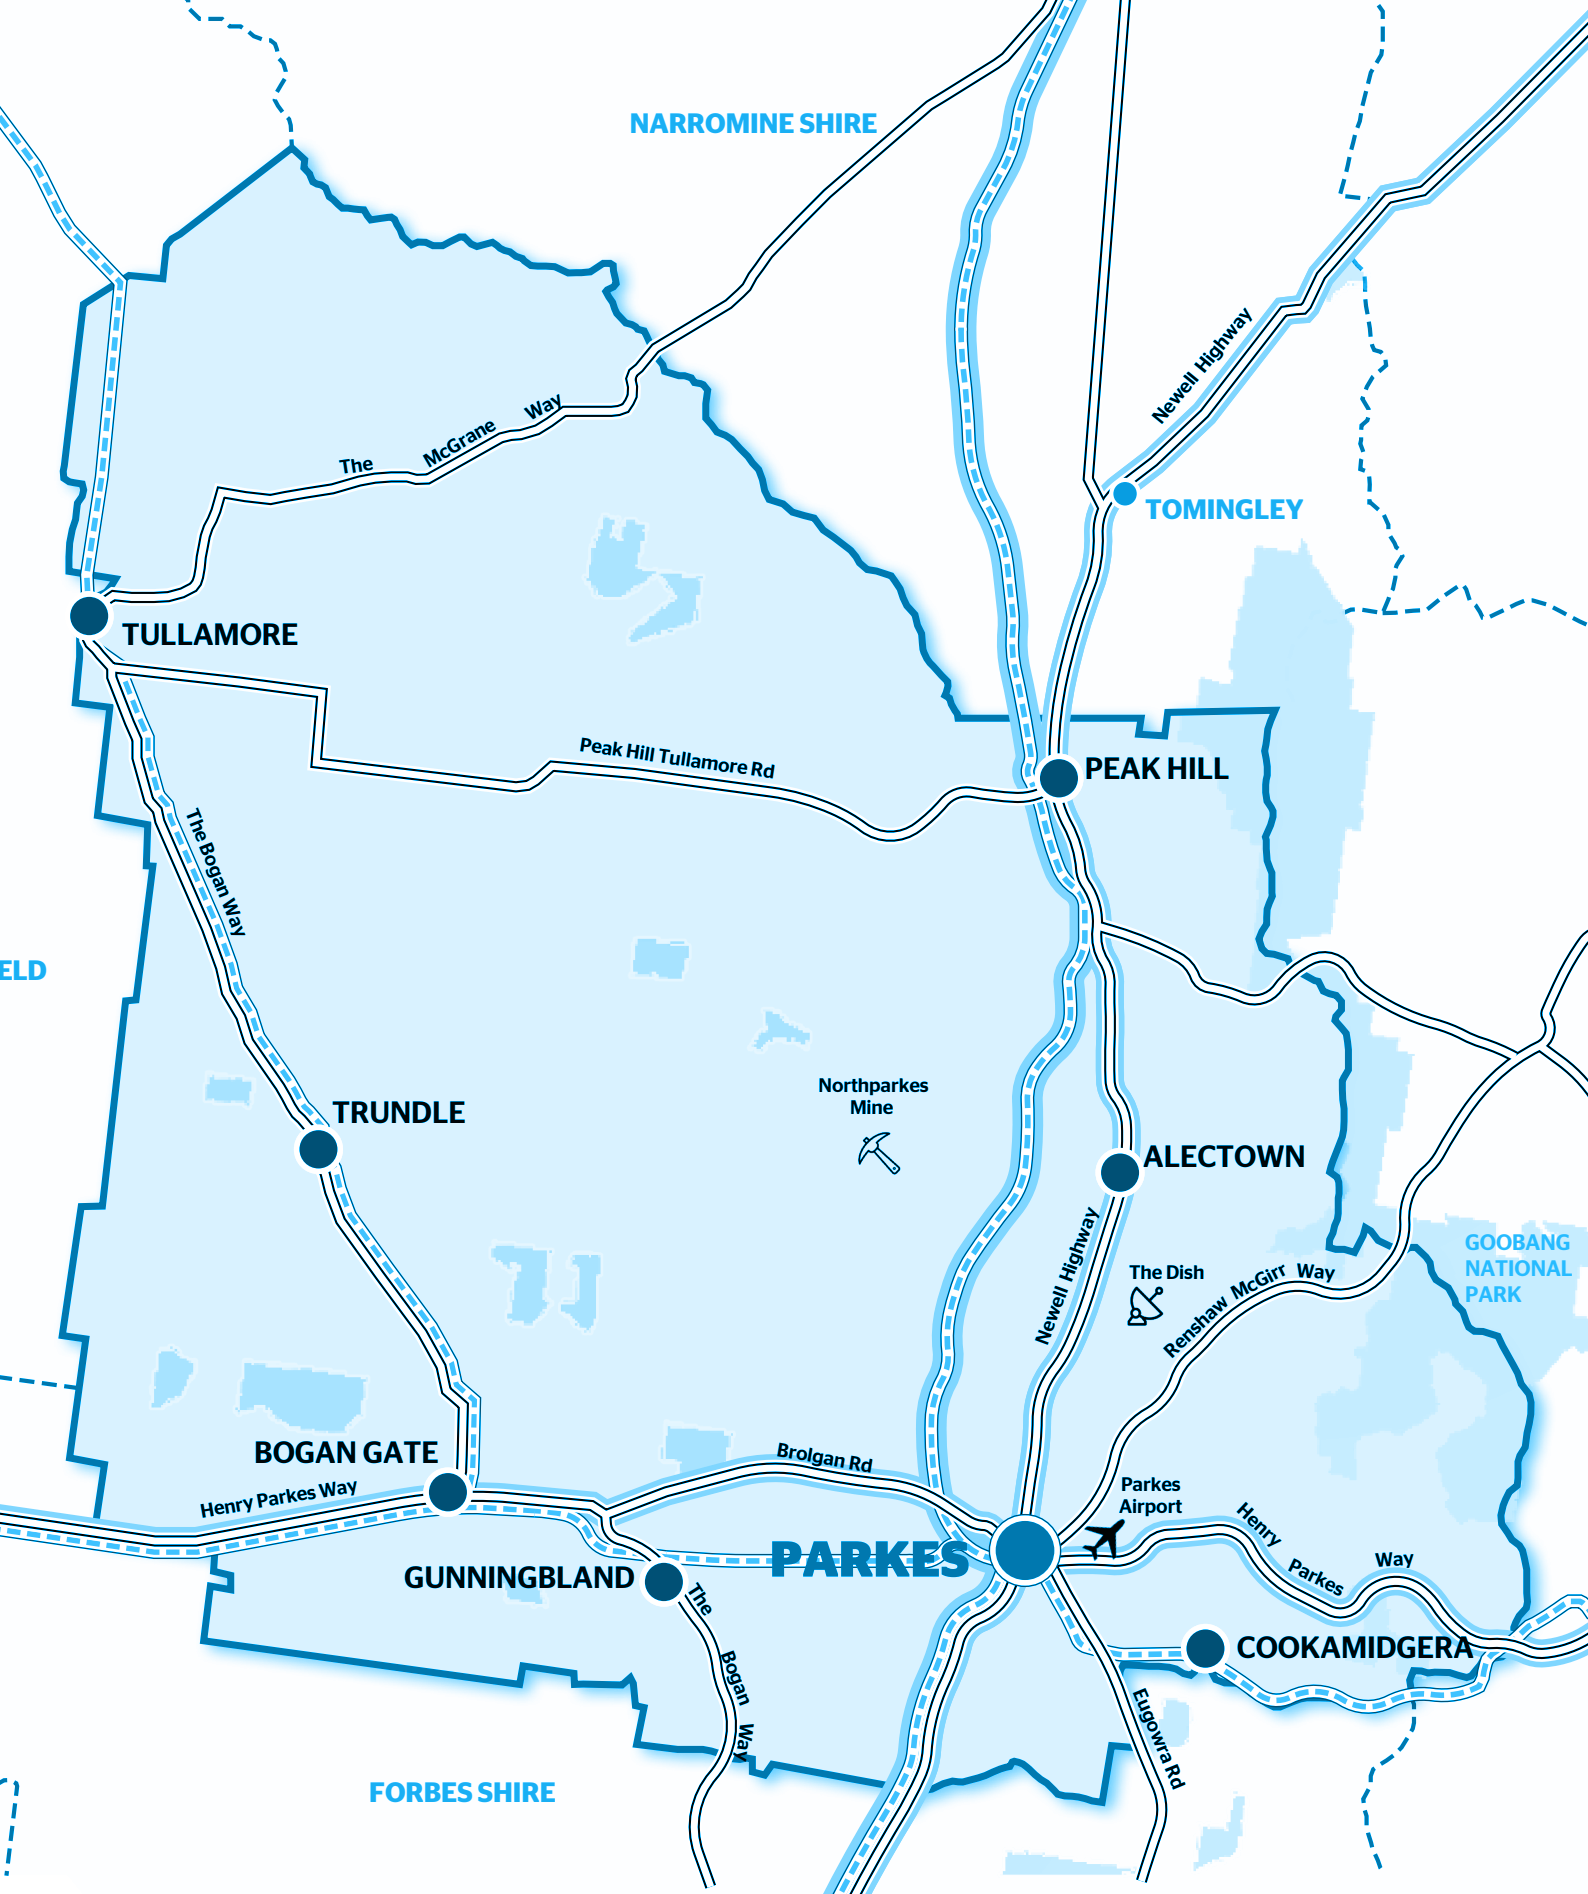 NARROMINE SHIRE
Newell Highway
The McGrane Way
TOMINGLEY
TULLAMORE
Peak Hill Tullamore Rd
PEAK HILL
The Bogan Way
ELD
Northparkes
Mine
TRUNDLE
ALECTOWN
Newell Highway
The Dish
GOOBANG
NATIONAL
PARK
Renshaw McGirr Way
BOGAN GATE
Henry Parkes Way
Brolgan Rd
Parkes
Airport
PARKES
Henry Parkes Way
GUNNINGBLAND
The Bogan Way
COOKAMIDGERA
Eugowra Rd
FORBES SHIRE